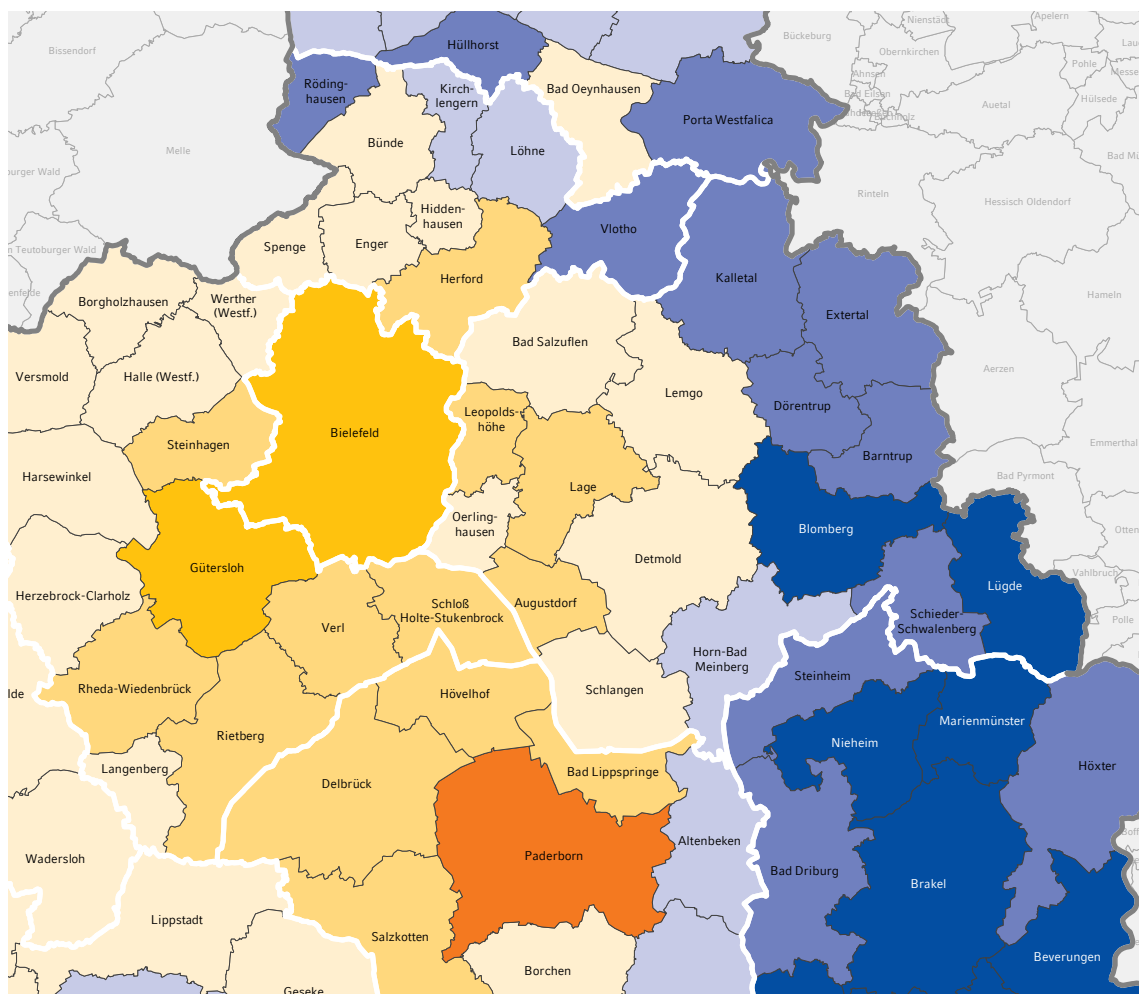 Nienstädt
Apelern
Bückeburg
Bissendorf
Hüllhorst
Obernkirchen
Pohle
Ahnsen
Röding-
hausen
Kirch-
lengern
Bad Oeynhausen
Bad Eilsen
Hülsede
Auetal
Buchholz
Porta Westfalica
Melle
Bünde
Löhne
Rinteln
Hessisch Oldendorf
Hidden-
hausen
Spenge
Enger
Vlotho
Herford
Kalletal
Hameln
Borgholzhausen
Werther
(Westf.)
Extertal
Bad Salzuflen
Versmold
Halle (Westf.)
Aerzen
Lemgo
Dörentrup
Leopolds-
höhe
Bielefeld
Steinhagen
Emmerthal
Barntrup
Harsewinkel
Bad Pyrmont
Lage
Oerling-
hausen
Blomberg
Detmold
Gütersloh
Vahlbruch
Lügde
Herzebrock-Clarholz
Schloß
Holte-Stukenbrock
Augustdorf
Verl
Schieder-
Schwalenberg
Polle
Horn-Bad
Meinberg
Steinheim
Rheda-Wiedenbrück
Hövelhof
Schlangen
Marienmünster
Rietberg
Nieheim
Langenberg
Höxter
Delbrück
Bad Lippspringe
Altenbeken
Wadersloh
Paderborn
Bad Driburg
Brakel
Lippstadt
Salzkotten
Beverungen
Borchen
Geseke